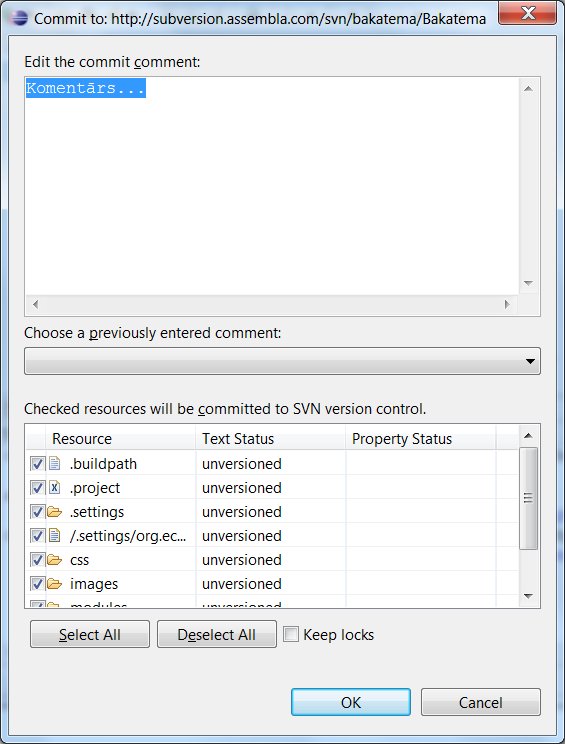 Commit to: http://subversion.assembla.com/svn/bakatema/Bakatema
Edit the commit comment:
Komentārs...
Choose a previously entered comment:
Checked resources will be committed to SVN version control.
Resource Text Status Property Status
.buildpath unversioned
.project unversioned
.settings unversioned
/.settings/org.ec... unversioned
css unversioned
images unversioned
modules unversioned
Select All Deselect All Keep locks
OK Cancel